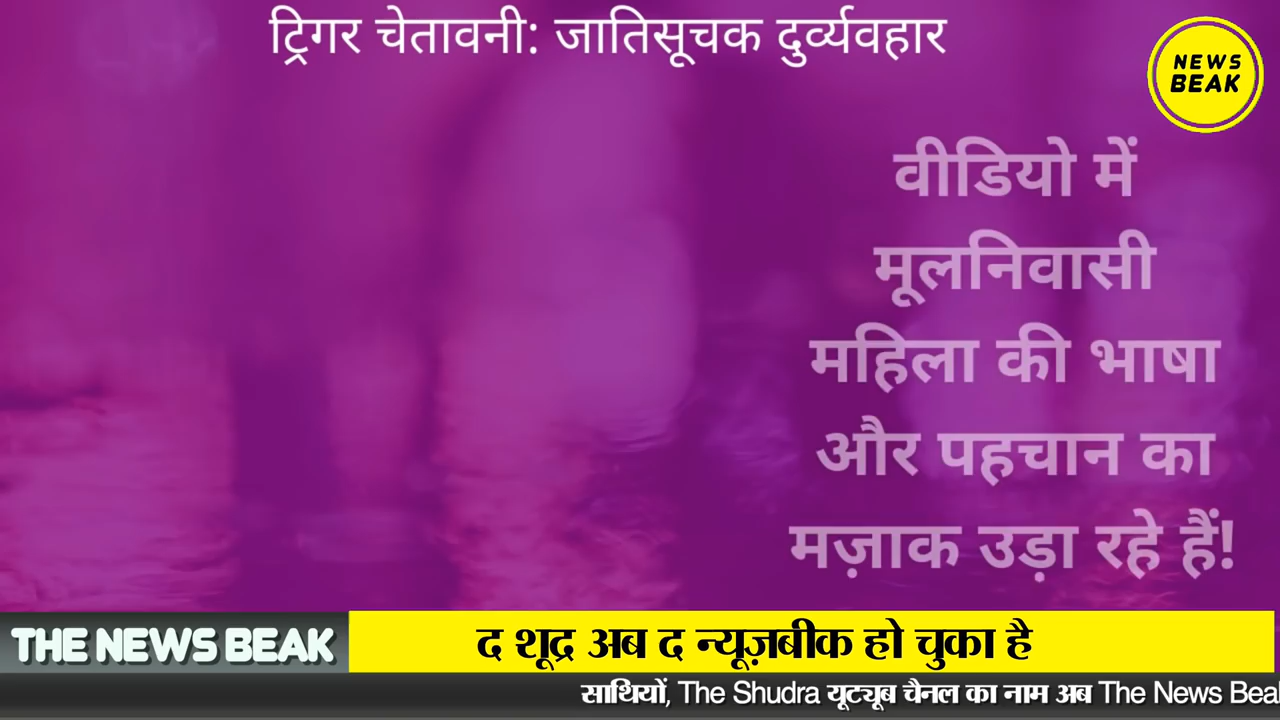 ट्रिगर चेतावनी: जातिसूचक दुर्व्यवहार
NEWS
BEAK
वीडियो में
मूलनिवासी
महिला की भाषा
और पहचान का
मज़ाक उड़ा रहे हैं!
THE NEWS BEAK
द शूद्र अब द न्यूज़बीक हो चुका है
साथियों, The Shudra यूट्यूब चैनल का नाम अब The News Beak